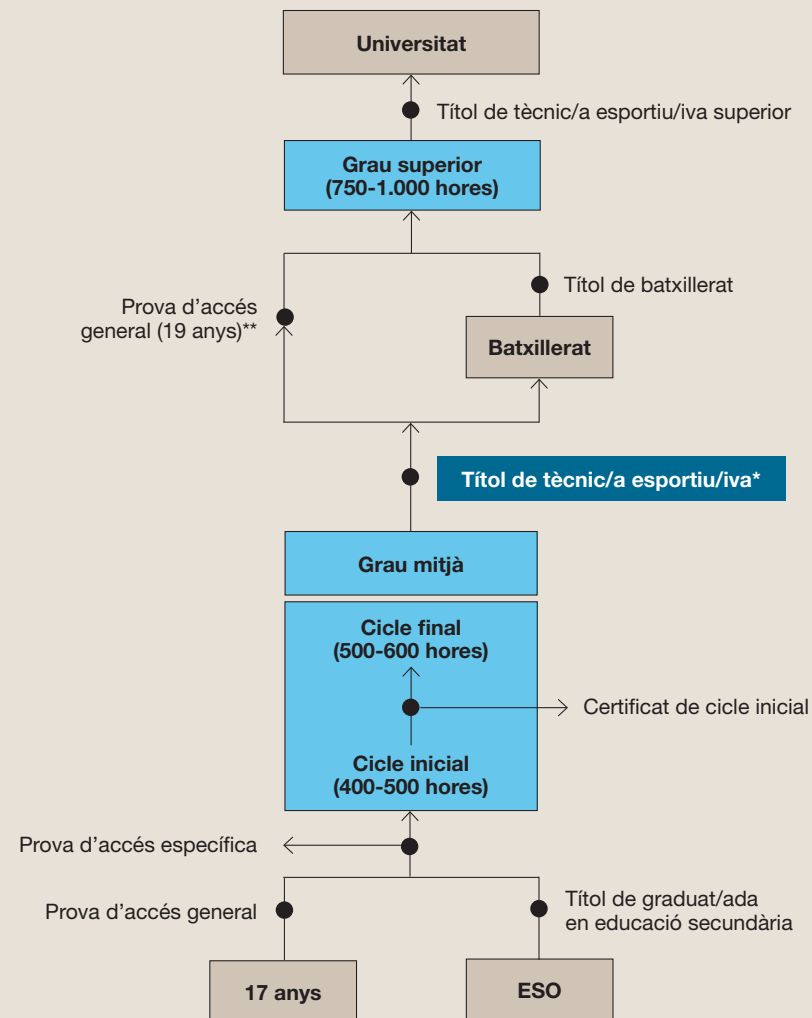 Universitat
Títol de tècnic/a esportiu/iva superior
Grau superior
(750-1.000 hores)
Títol de batxillerat
Prova d'accés
general (19 anys)**
Batxillerat
Títol de tècnic/a esportiu/iva*
Grau mitjà
Cicle final
(500-600 hores)
Certificat de cicle inicial
Cicle inicial
(400-500 hores)
Prova d'accés específica
Prova d'accés general
Títol de graduat/ada
en educació secundària
17 anys
ESO